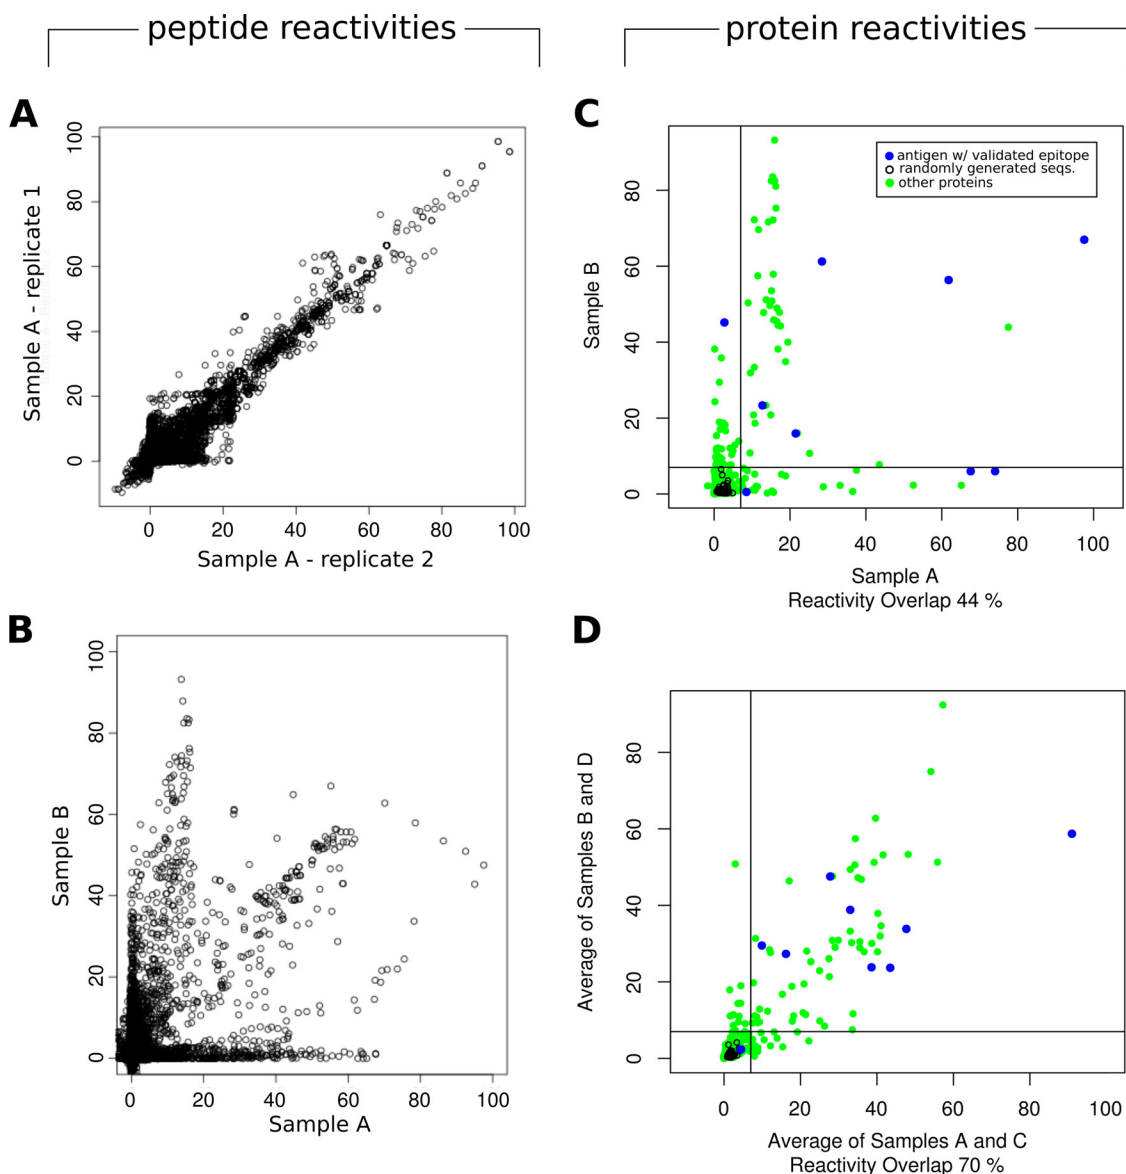 peptide reactivities
protein reactivities
A
Sample A - replicate 1
0 20 40 60 80 100
0 20 40 60 80 100
Sample A - replicate 2
C
Sample B
0 20 40 60 80
antigen w/ validated epitope
randomly generated seqs.
other proteins
0 20 40 60 80 100
Sample A
Reactivity Overlap 44 %
B
Sample B
0 20 40 60 80 100
0 20 40 60 80 100
Sample A
D
Average of Samples B and D
0 20 40 60 80
0 20 40 60 80 100
Average of Samples A and C
Reactivity Overlap 70 %